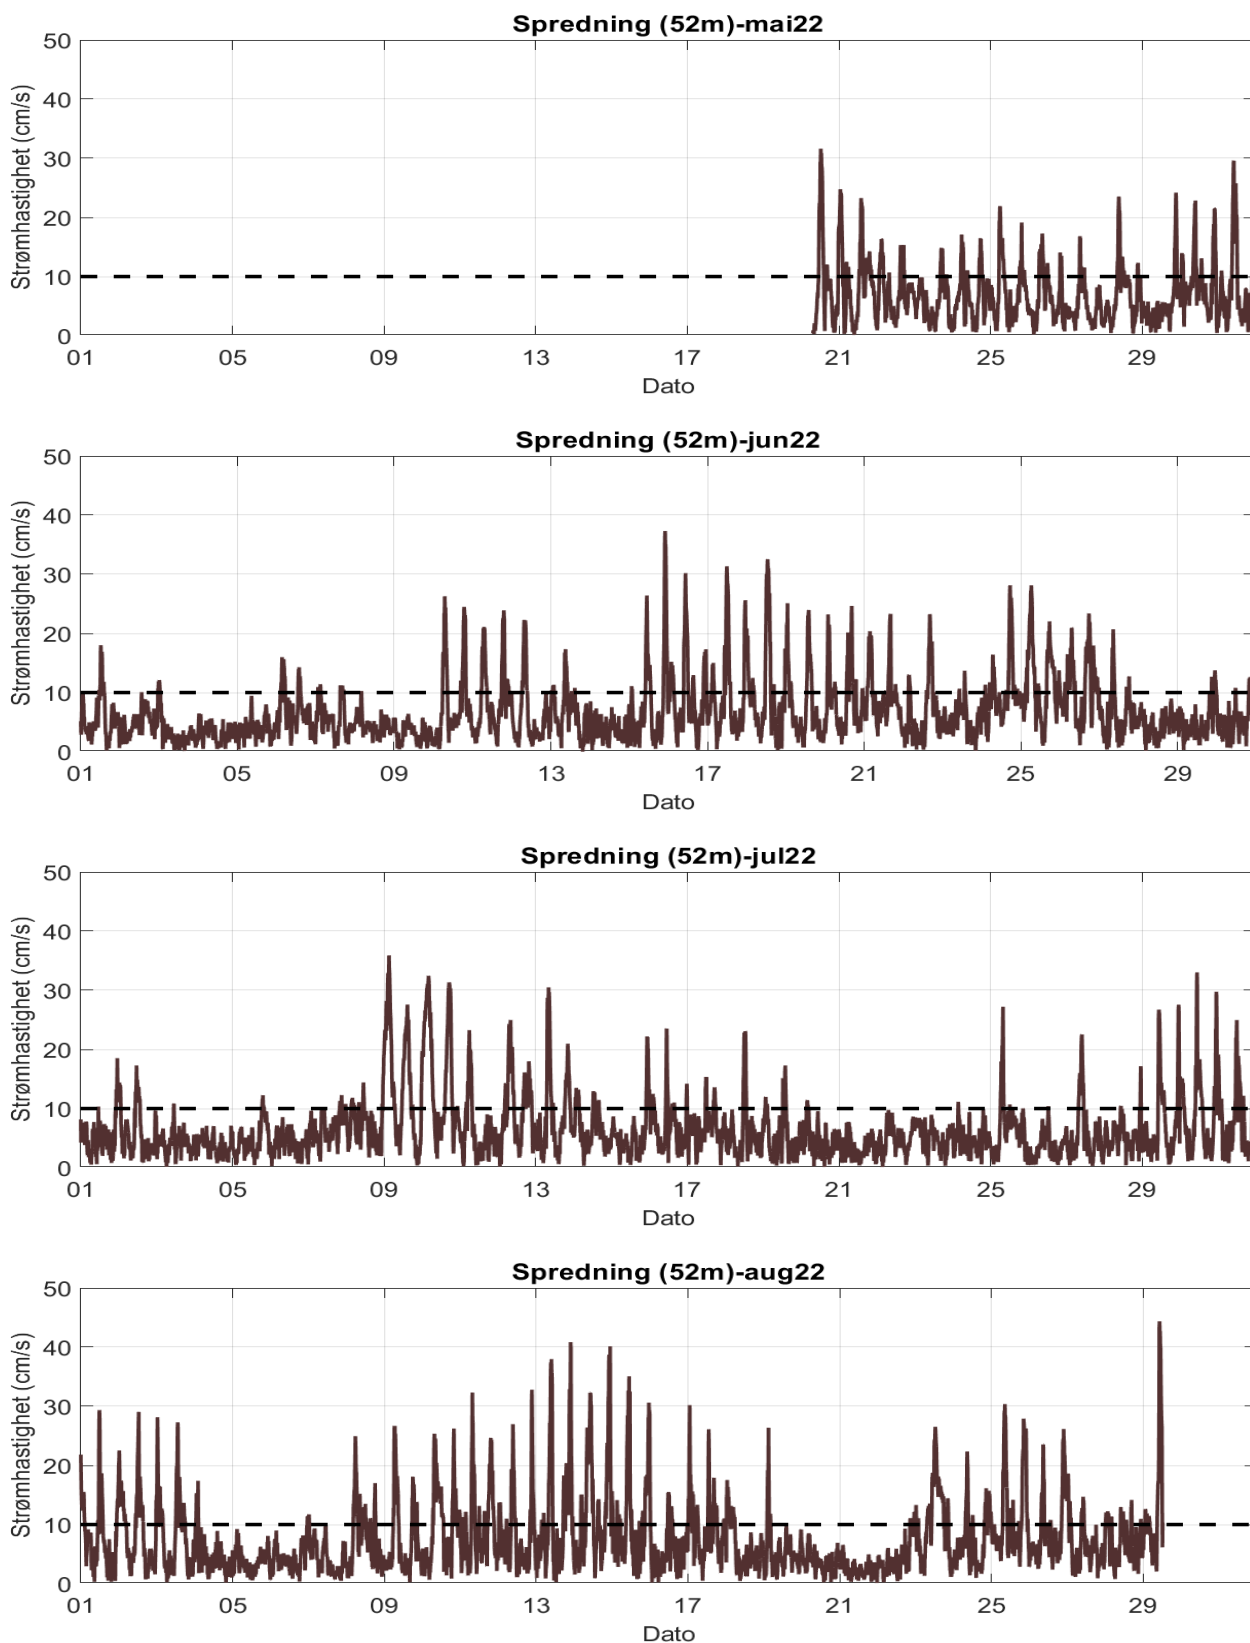 Spredning (52m)-mai22
50
40
30
20
10
0
Strømhastighet (cm/s)
01 05 09 13 17 21 25 29
Dato
Spredning (52m)-jun22
50
40
30
20
10
0
Strømhastighet (cm/s)
01 05 09 13 17 21 25 29
Dato
Spredning (52m)-jul22
50
40
30
20
10
0
Strømhastighet (cm/s)
01 05 09 13 17 21 25 29
Dato
Spredning (52m)-aug22
50
40
30
20
10
0
Strømhastighet (cm/s)
01 05 09 13 17 21 25 29
Dato